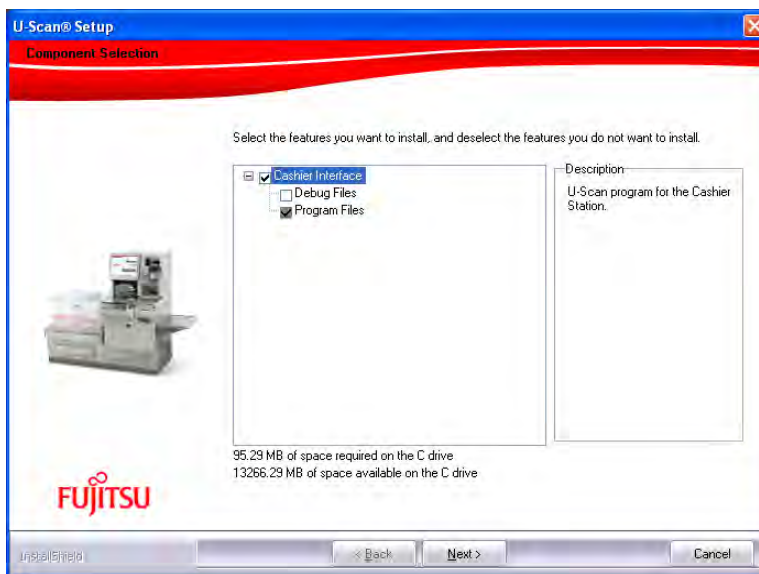 U-Scan® Setup
Component Selection
Select the features you want to install, and deselect the features you do not want to install.
Cashier Interface
Debug Files
Program Files
Description
U-Scan program for the Cashier
Station.
95.29 MB of space required on the C drive
13266.29 MB of space available on the C drive
FUJITSU
InstallShield
< Back
Next >
Cancel